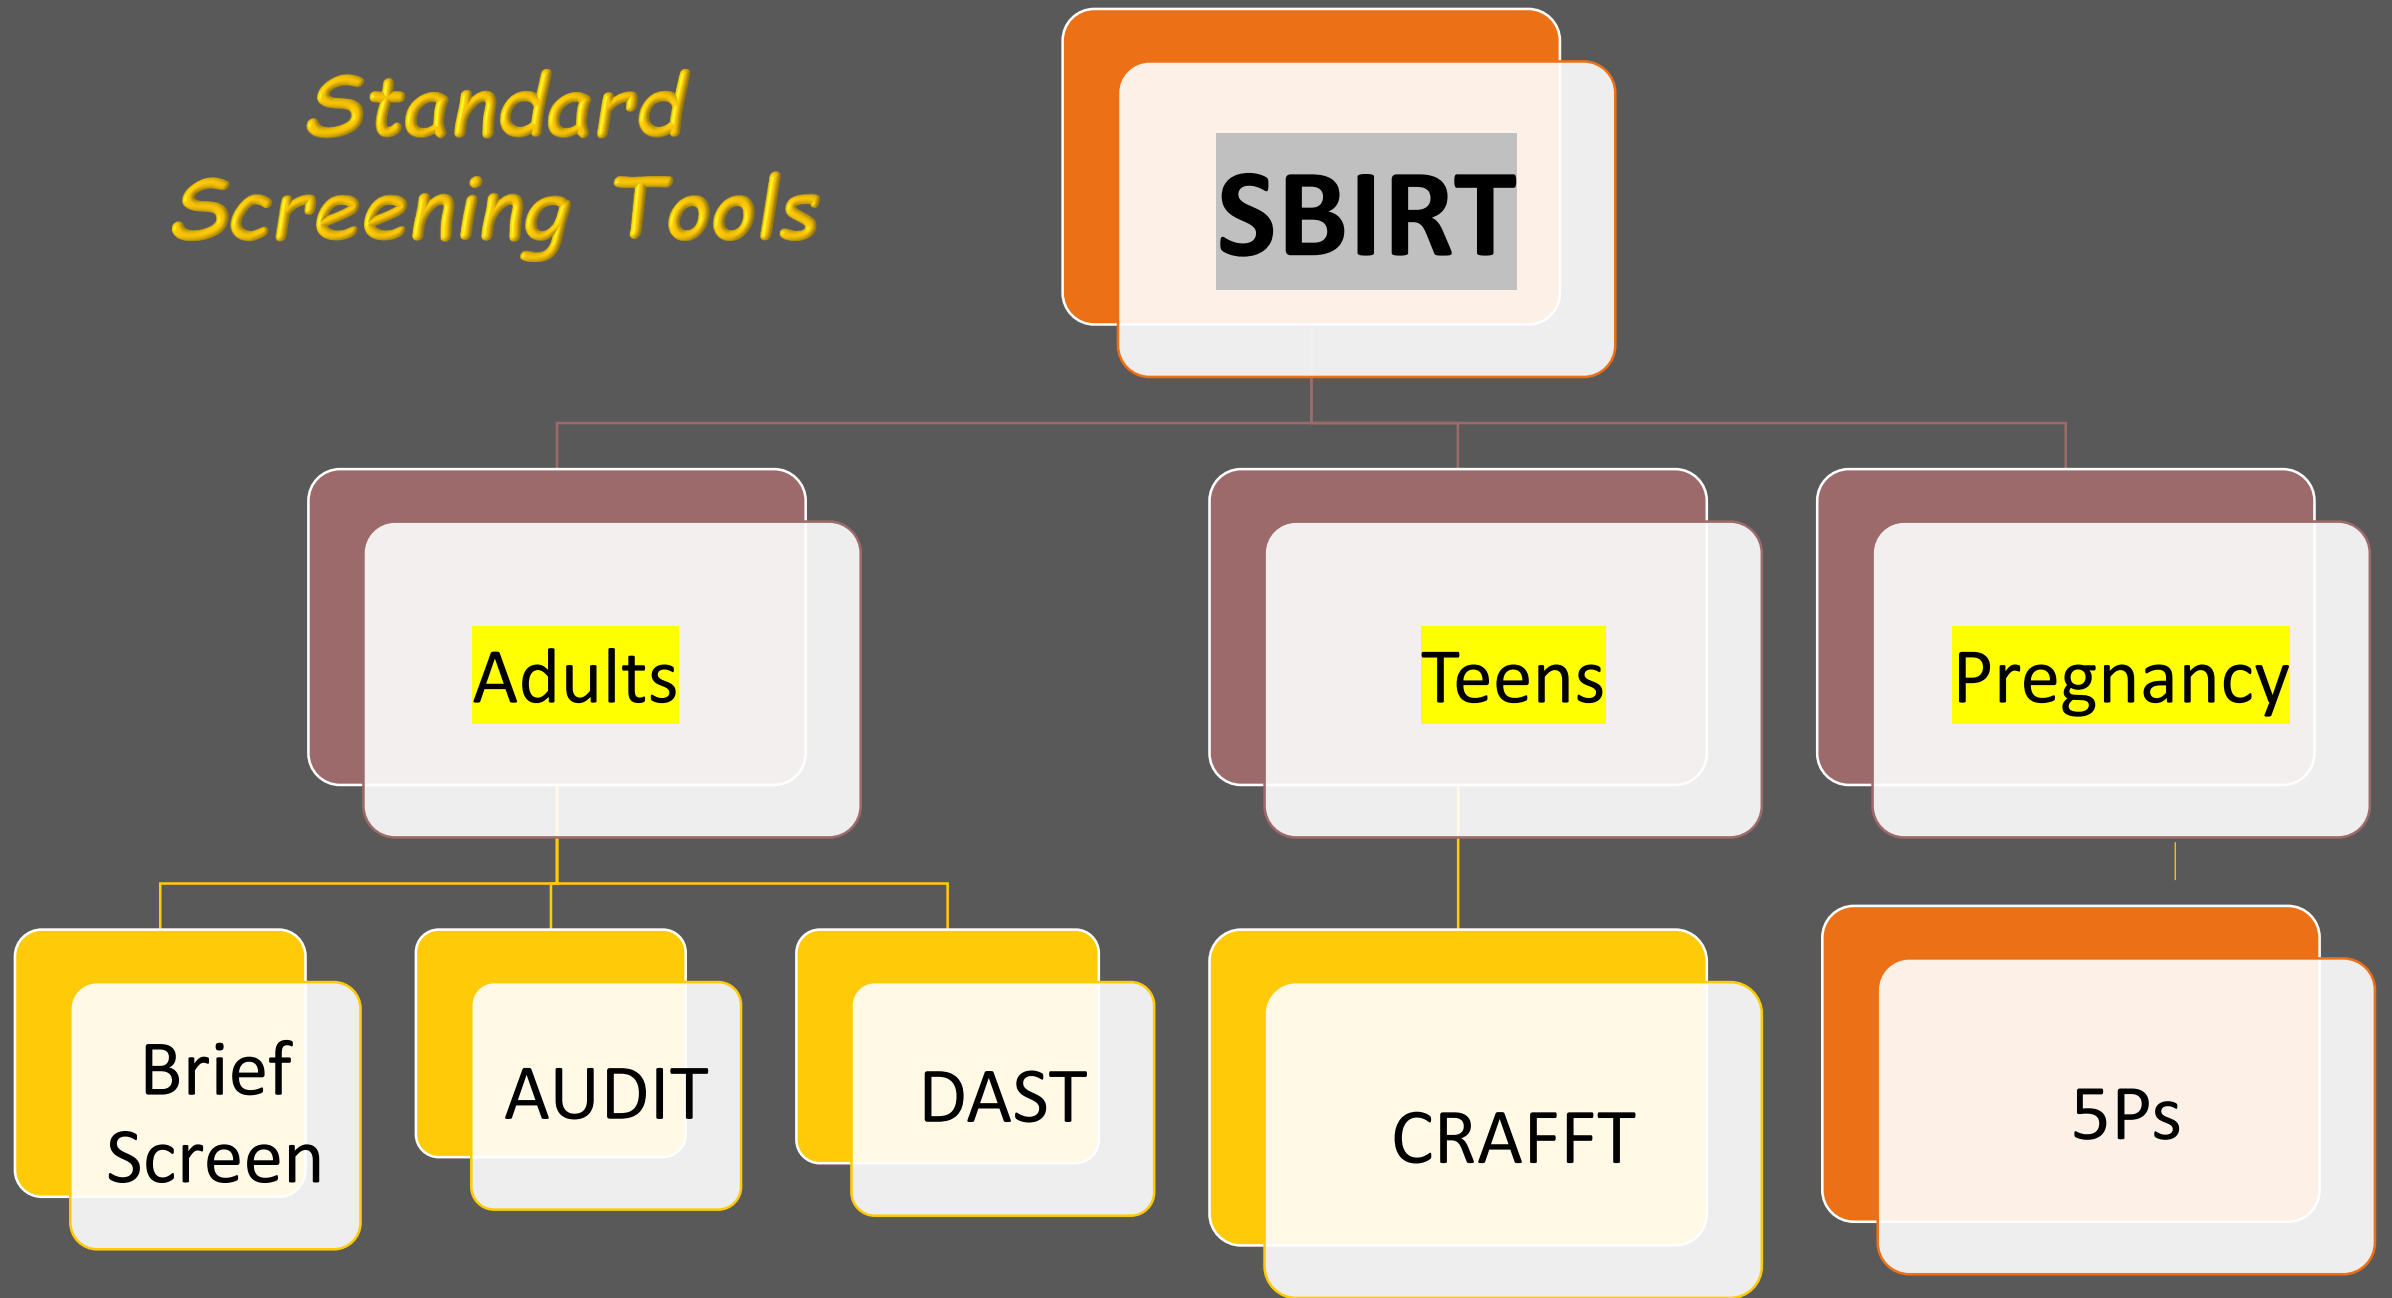 Standard
Screening Tools
SBIRT
Adults
Teens
Pregnancy
Brief
Screen
AUDIT
DAST
CRAFFT
5Ps